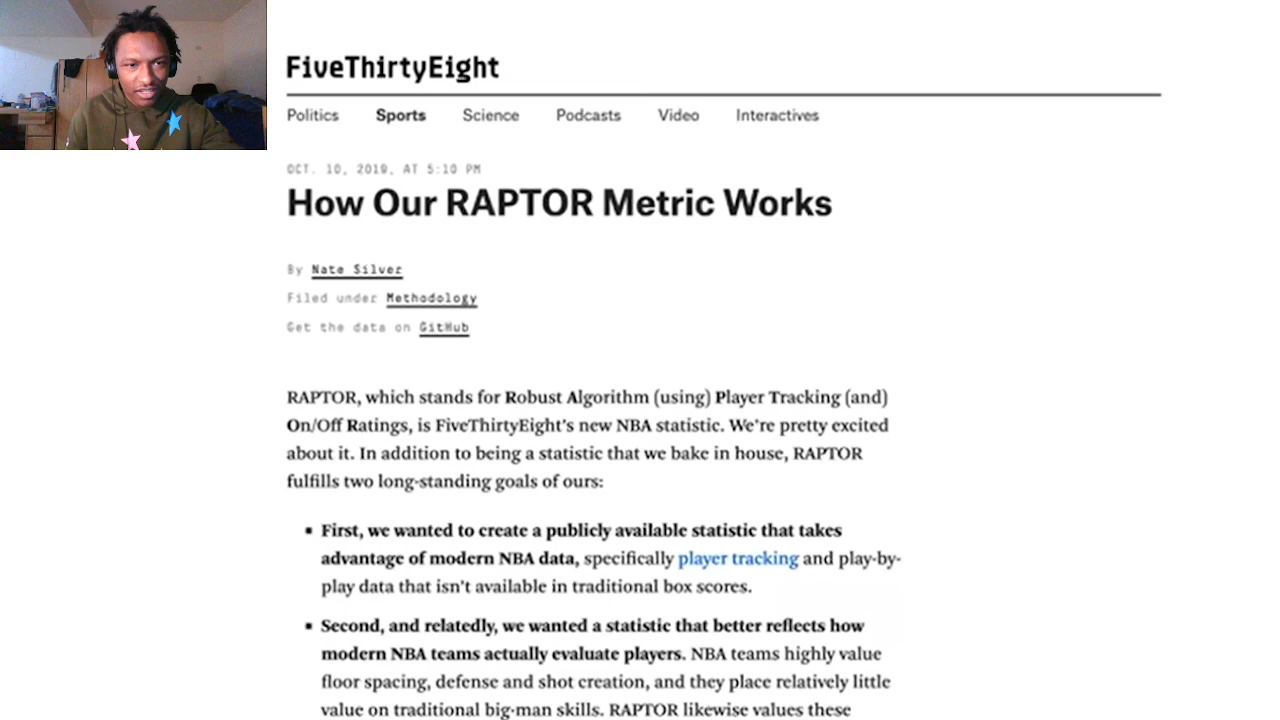 FiveThirtyEight
Politics Sports Science Podcasts Video Interactives
OCT. 10, 2019, AT 5:10 PM
How Our RAPTOR Metric Works
By Nate Silver
Filed under Methodology
Get the data on GitHub
RAPTOR, which stands for Robust Algorithm (using) Player Tracking (and)
On/Off Ratings, is FiveThirtyEight’s new NBA statistic. We’re pretty excited
about it. In addition to being a statistic that we bake in house, RAPTOR
fulfills two long-standing goals of ours:
▪ First, we wanted to create a publicly available statistic that takes
advantage of modern NBA data, specifically player tracking and play-by-
play data that isn’t available in traditional box scores.
▪ Second, and relatedly, we wanted a statistic that better reflects how
modern NBA teams actually evaluate players. NBA teams highly value
floor spacing, defense and shot creation, and they place relatively little
value on traditional big-man skills. RAPTOR likewise values these